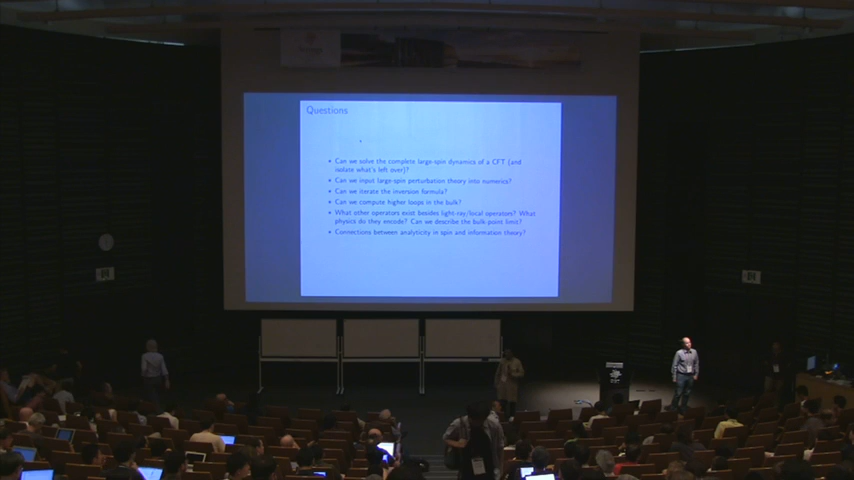 Questions
• Can we solve the complete large-spin dynamics of a CFT (and
isolate what's left over)?
• Can we input large-spin perturbation theory into numerics?
• Can we iterate the inversion formula?
• Can we compute higher loops in the bulk?
• What other operators exist besides light-ray/local operators? What
physics do they encode? Can we describe the bulk point limit?
• Connections between analyticity in spin and information theory?